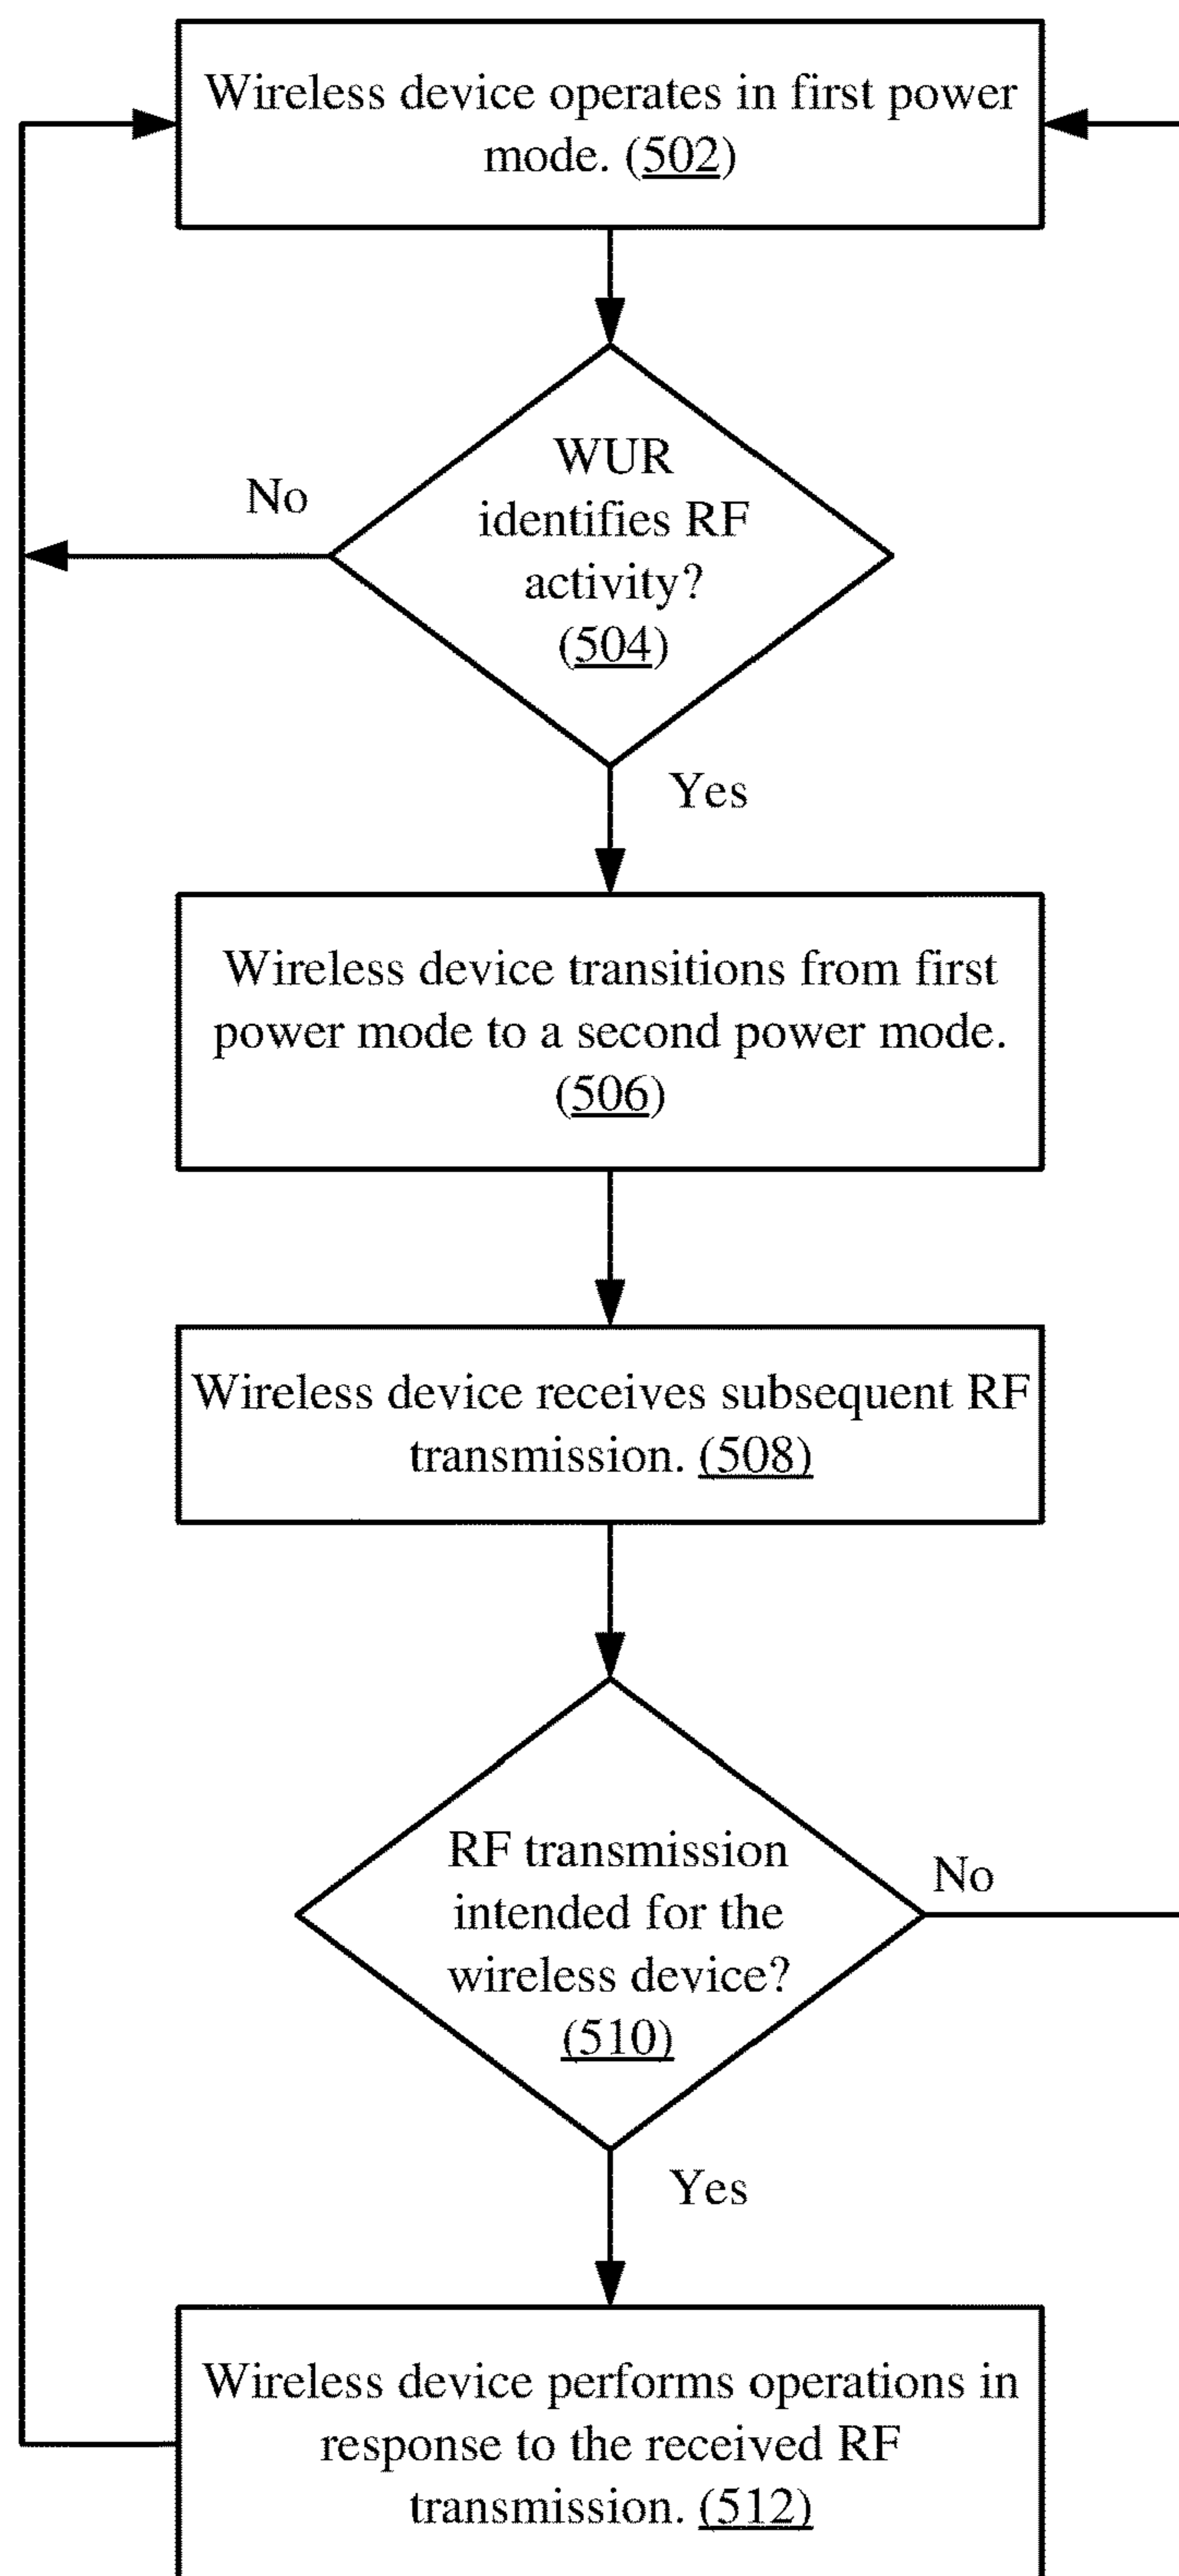 Wireless device operates in first power
mode. (502)
WUR
identifies RF
activity?
(504)
No
Yes
Wireless device transitions from first
power mode to a second power mode.
(506)
Wireless device receives subsequent RF
transmission. (508)
RF transmission
intended for the
wireless device?
(510)
No
Yes
Wireless device performs operations in
response to the received RF
transmission. (512)